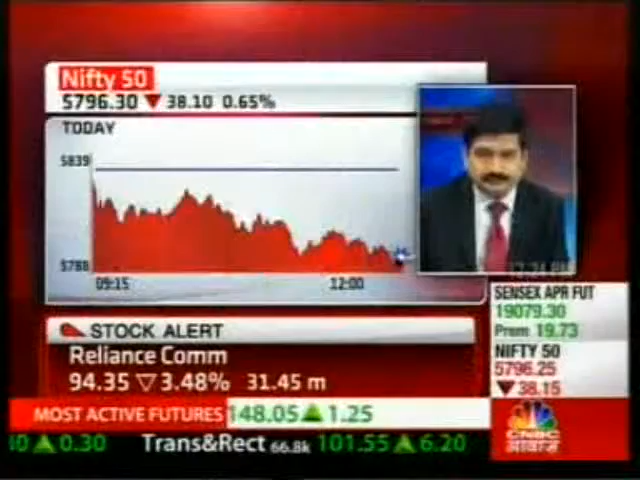 Nifty 50
5796.30 ▼ 38.10 0.65%
TODAY
5839
5788
09:15 12:00
STOCK ALERT
Reliance Comm
94.35 ▽ 3.48% 31.45 m
SENSEX APR FUT
19079.30
Prem 19.73
NIFTY 50
5796.25
▼ 38.15
MOST ACTIVE FUTURES 148.05 ▲ 1.25
CNBC
आवाज़
▲ 0.30 Trans&Rect 66.8k 101.55 ▲ 6.20